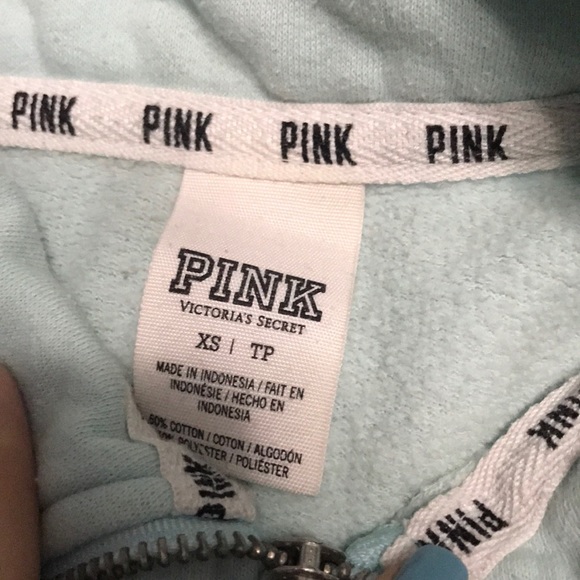 PINK PINK PINK PINK
PINK
VICTORIA'S SECRET
XS | TP
MADE IN INDONESIA / FAIT EN
INDONÉSIE / HECHO EN
INDONESIA
COTTON / COTON / ALGODÓN
POLYESTER / POLIÉSTER
PINK